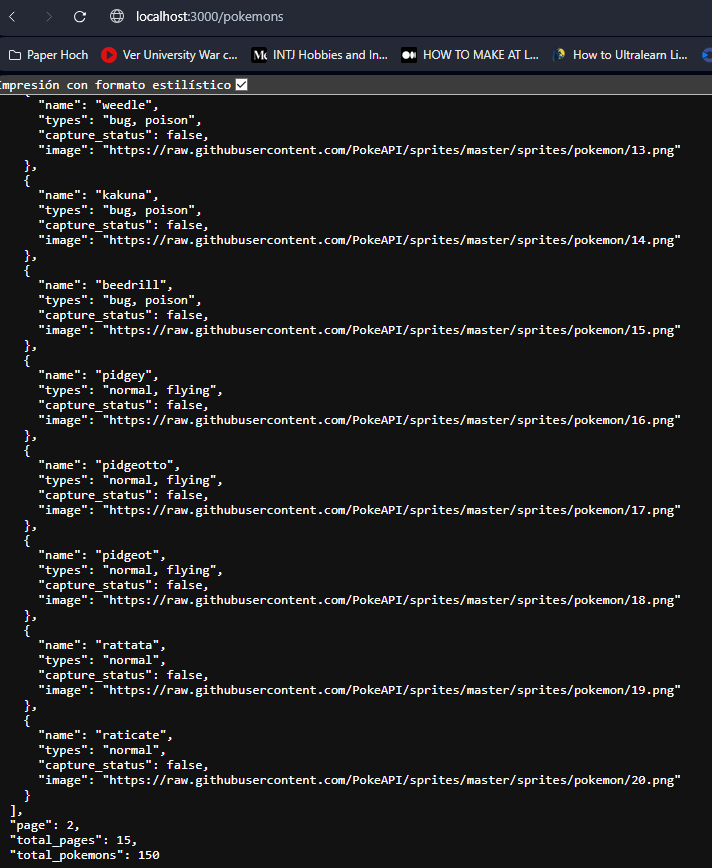 localhost:3000/pokemons
Paper Hoch
Ver University War c...
INTJ Hobbies and In...
HOW TO MAKE AT L...
How to Ultralearn Li...
Impresión con formato estilístico
{
"name": "weedle",
"types": "bug, poison",
"capture_status": false,
"image": "https://raw.githubusercontent.com/PokeAPI/sprites/master/sprites/pokemon/13.png"
},
{
"name": "kakuna",
"types": "bug, poison",
"capture_status": false,
"image": "https://raw.githubusercontent.com/PokeAPI/sprites/master/sprites/pokemon/14.png"
},
{
"name": "beedrill",
"types": "bug, poison",
"capture_status": false,
"image": "https://raw.githubusercontent.com/PokeAPI/sprites/master/sprites/pokemon/15.png"
},
{
"name": "pidgey",
"types": "normal, flying",
"capture_status": false,
"image": "https://raw.githubusercontent.com/PokeAPI/sprites/master/sprites/pokemon/16.png"
},
{
"name": "pidgeotto",
"types": "normal, flying",
"capture_status": false,
"image": "https://raw.githubusercontent.com/PokeAPI/sprites/master/sprites/pokemon/17.png"
},
{
"name": "pidgeot",
"types": "normal, flying",
"capture_status": false,
"image": "https://raw.githubusercontent.com/PokeAPI/sprites/master/sprites/pokemon/18.png"
},
{
"name": "rattata",
"types": "normal",
"capture_status": false,
"image": "https://raw.githubusercontent.com/PokeAPI/sprites/master/sprites/pokemon/19.png"
},
{
"name": "raticate",
"types": "normal",
"capture_status": false,
"image": "https://raw.githubusercontent.com/PokeAPI/sprites/master/sprites/pokemon/20.png"
}
],
"page": 2,
"total_pages": 15,
"total_pokemons": 150